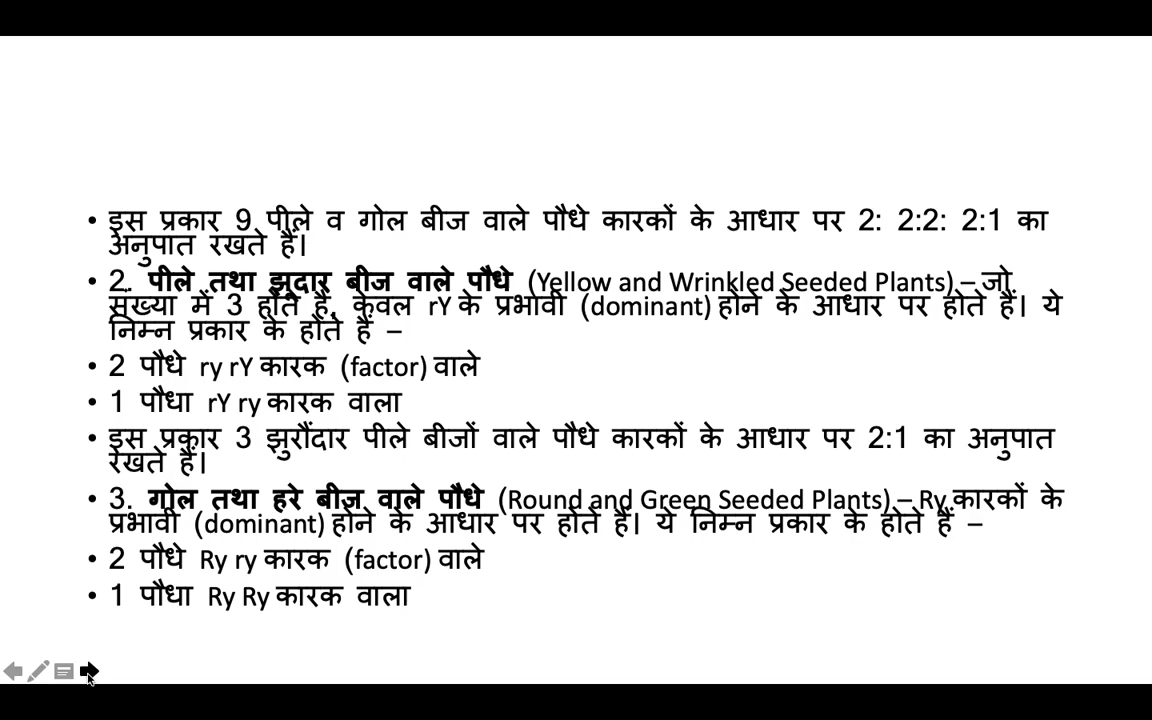 • इस प्रकार 9 पीले व गोल बीज वाले पौधे कारकों के आधार पर 2: 2:2: 2:1 का
अनुपात रखते हैं।
• 2. पीले तथा झुर्रीदार बीज वाले पौधे (Yellow and Wrinkled Seeded Plants) – जो
संख्या में 3 होते हैं, केवल rY के प्रभावी (dominant) होने के आधार पर होते हैं। ये
निम्न प्रकार के होते हैं –
• 2 पौधे ry rY कारक (factor) वाले
• 1 पौधा rY ry कारक वाला
• इस प्रकार 3 झुर्रीदार पीले बीजों वाले पौधे कारकों के आधार पर 2:1 का अनुपात
रखते हैं।
• 3. गोल तथा हरे बीज वाले पौधे (Round and Green Seeded Plants) – Ry कारकों के
प्रभावी (dominant) होने के आधार पर होते हैं। ये निम्न प्रकार के होते हैं –
• 2 पौधे Ry ry कारक (factor) वाले
• 1 पौधा Ry Ry कारक वाला